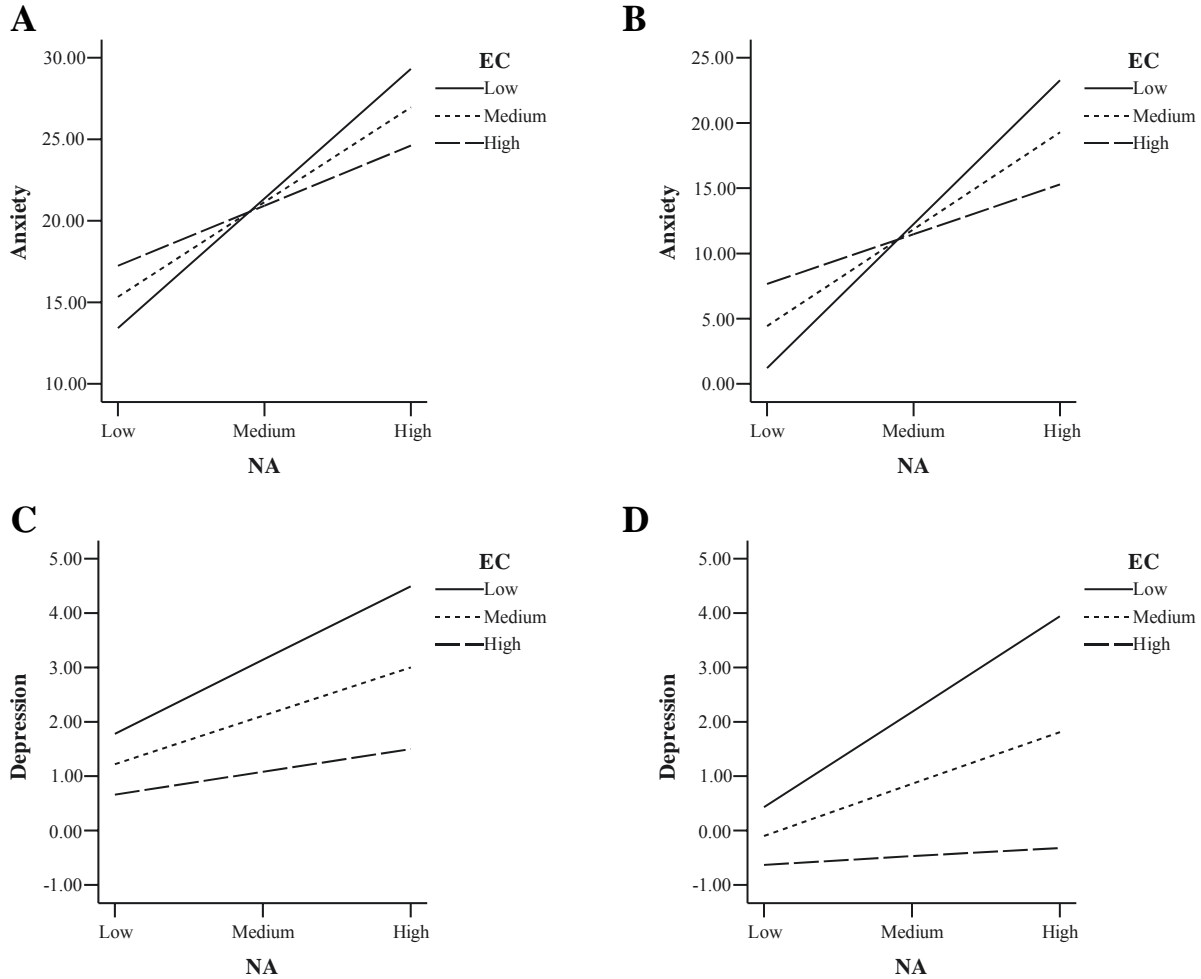 A
30.00
25.00
20.00
15.00
10.00
Anxiety
Low
Medium
High
NA
EC
Low
Medium
High
B
25.00
20.00
15.00
10.00
5.00
0.00
Anxiety
Low
Medium
High
NA
EC
Low
Medium
High
C
5.00
4.00
3.00
2.00
1.00
0.00
-1.00
Depression
Low
Medium
High
NA
EC
Low
Medium
High
D
5.00
4.00
3.00
2.00
1.00
0.00
-1.00
Depression
Low
Medium
High
NA
EC
Low
Medium
High